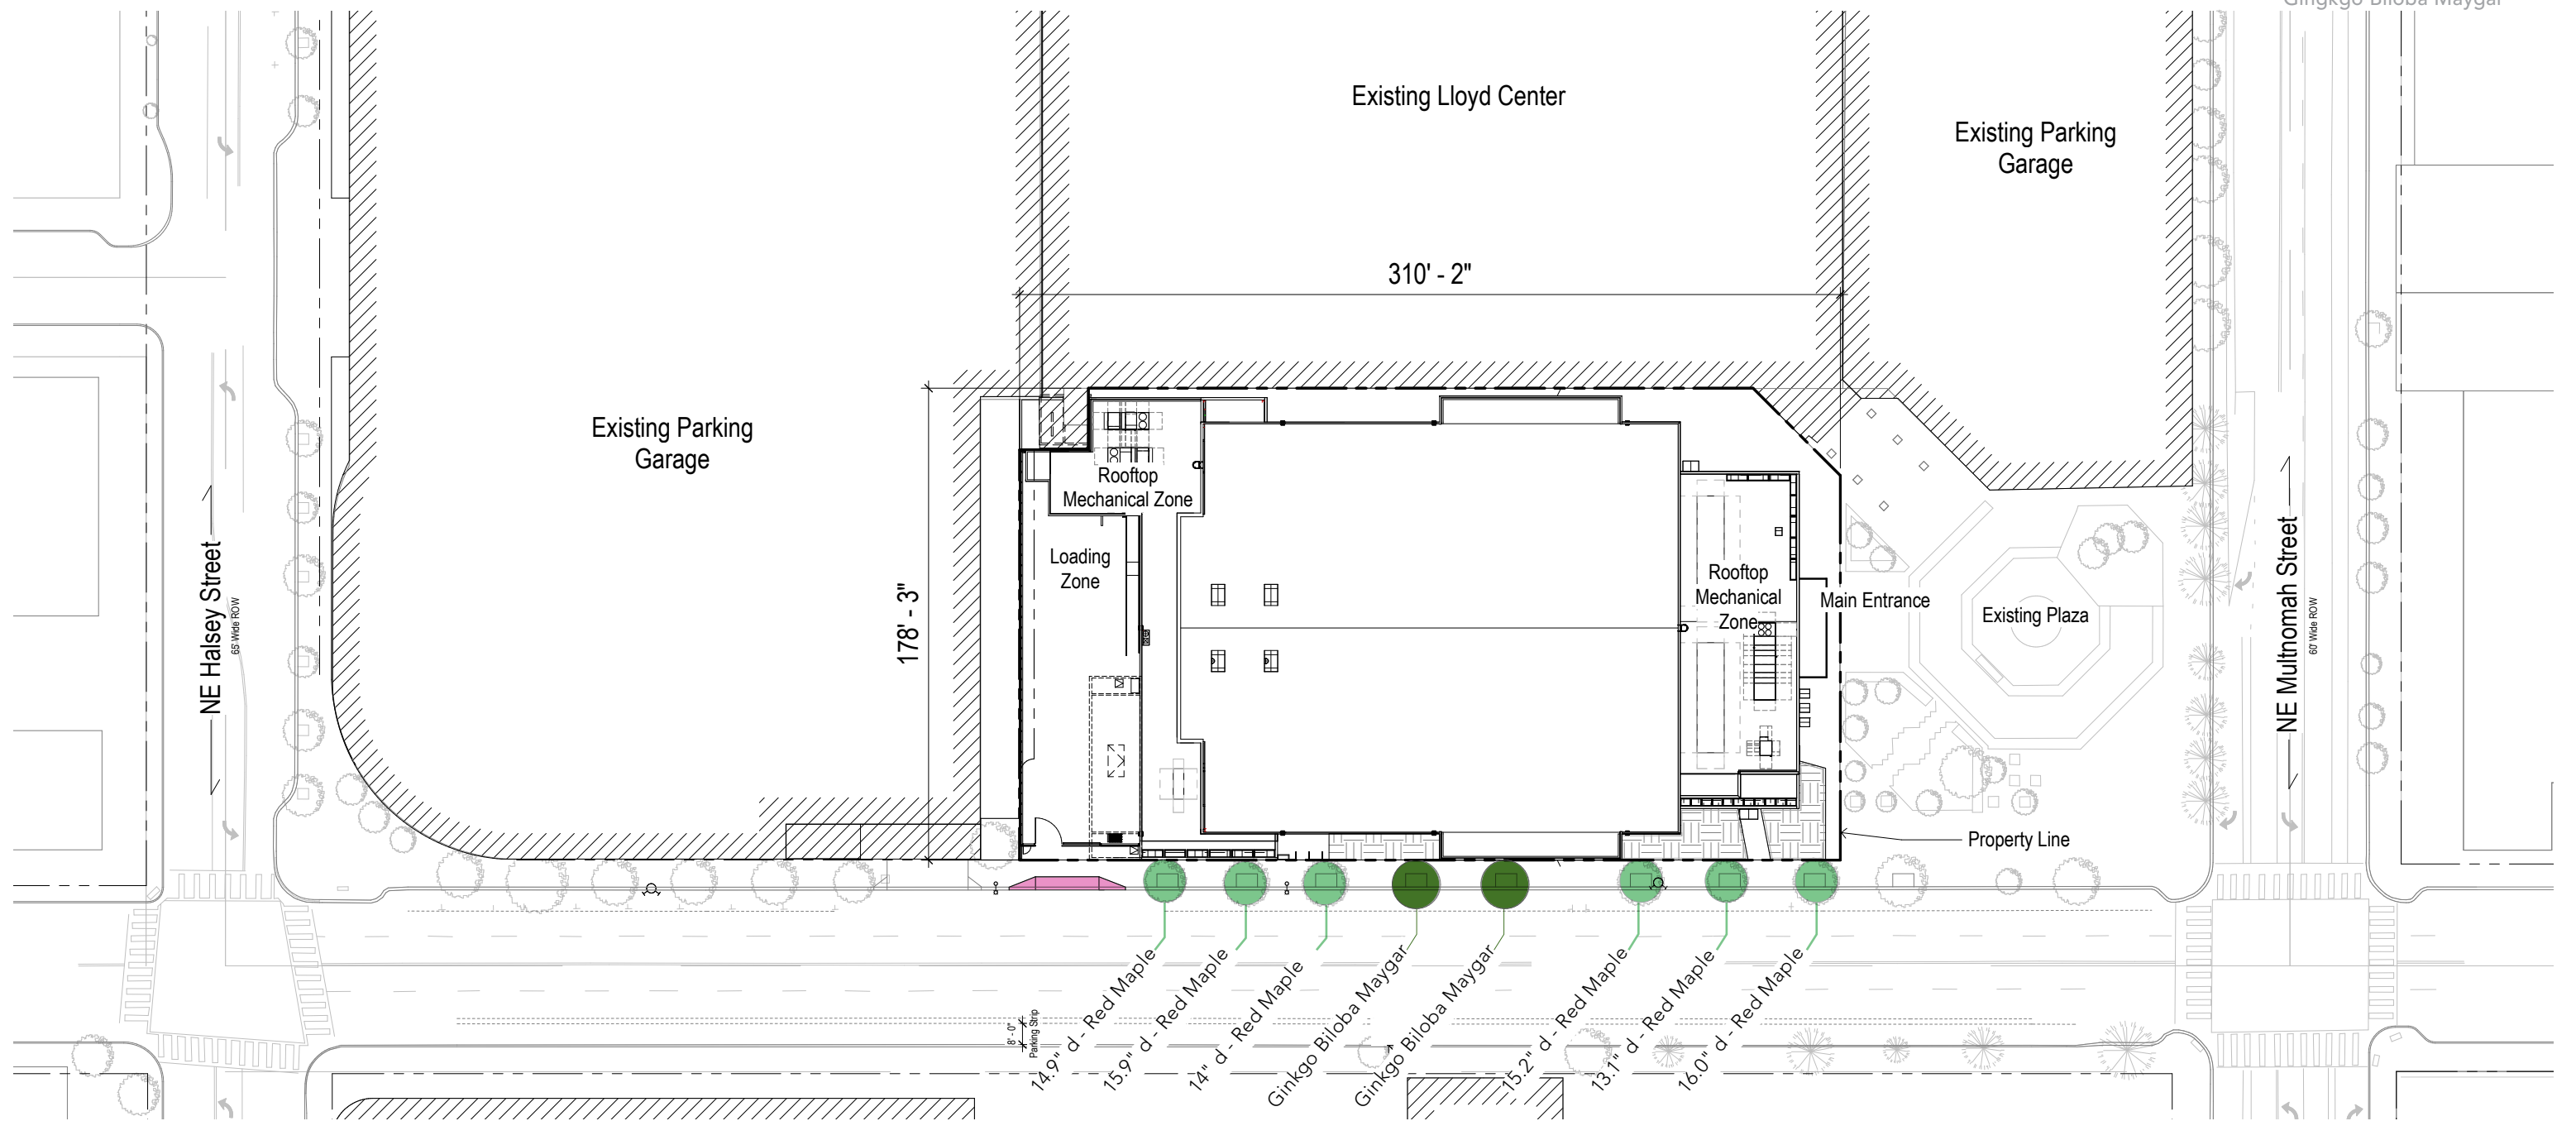 Gingkgo Biloba Maygar
Existing Lloyd Center
Existing Parking
Garage
310' - 2"
Existing Parking
Garage
178' - 3"
Rooftop
Mechanical Zone
Loading
Zone
Rooftop
Mechanical
Zone
Main Entrance
Existing Plaza
NE Halsey Street
65' Wide ROW
NE Multnomah Street
60' Wide ROW
Property Line
8' - 0"
Parking Strip
14.9" d - Red Maple
15.9" d - Red Maple
14" d - Red Maple
Ginkgo Biloba Maygar
Ginkgo Biloba Maygar
15.2" d - Red Maple
13.1" d - Red Maple
16.0" d - Red Maple